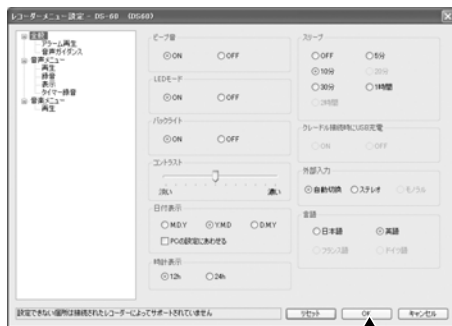 レコーダーメニュー設定 - DS-60 (DS60)
全般
アラーム再生
音声ガイダンス
音声メニュー
再生
録音
表示
タイマー録音
音楽メニュー
再生
ビープ音
ON OFF
LEDモード
ON OFF
バックライト
ON OFF
コントラスト
淡い 濃い
日付表示
M.D.Y Y.M.D D.M.Y
PCの設定にあわせる
時計表示
12h 24h
スリープ
OFF 5分
10分 20分
30分 1時間
2時間
クレードル接続時にUSB充電
ON OFF
外部入力
自動切換 ステレオ モノラル
言語
日本語 英語
フランス語 ドイツ語
設定できない個所は接続されたレコーダーによってサポートされていません
リセット OK キャンセル